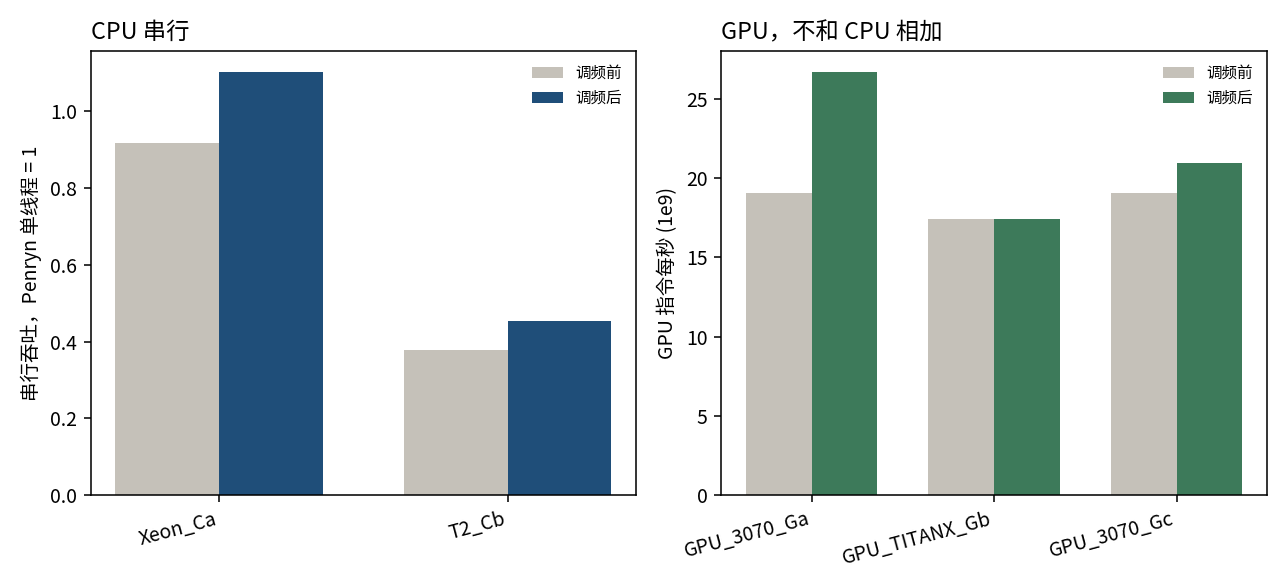 CPU 串行
调频前
调频后
串行吞吐，Penryn 单线程 = 1
1.0
0.8
0.6
0.4
0.2
0.0
Xeon_Ca
T2_Cb
GPU，不和 CPU 相加
调频前
调频后
GPU 指令每秒 (1e9)
25
20
15
10
5
0
GPU_3070_Ga
GPU_TITANX_Gb
GPU_3070_Gc